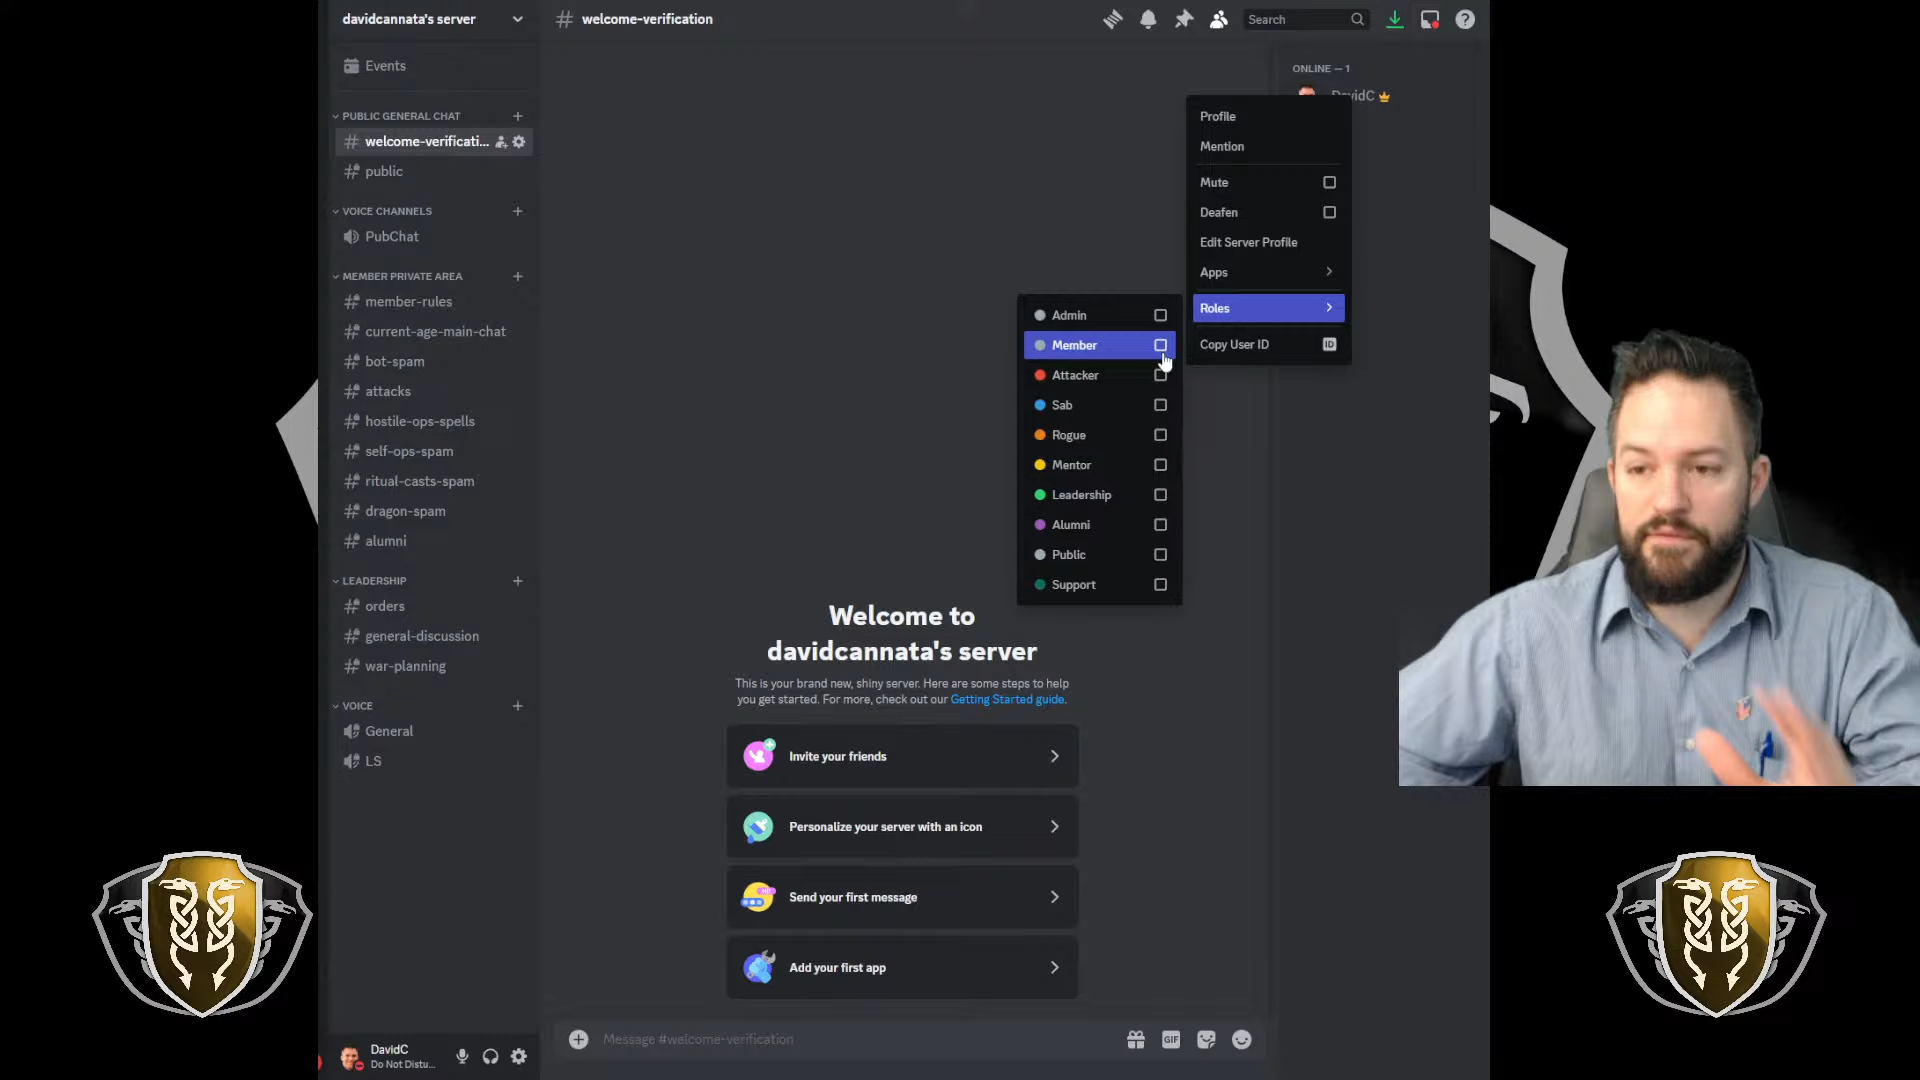 davidcannata's server
Events
PUBLIC GENERAL CHAT
welcome-verificati...
public
VOICE CHANNELS
PubChat
MEMBER PRIVATE AREA
member-rules
current-age-main-chat
bot-spam
attacks
hostile-ops-spells
self-ops-spam
ritual-casts-spam
dragon-spam
alumni
LEADERSHIP
orders
general-discussion
war-planning
VOICE
General
LS
DavidC
Do Not Distu...
# welcome-verification
Search
ONLINE — 1
DavidC
Profile
Mention
Mute
Deafen
Edit Server Profile
Apps
Roles
Copy User ID
ID
Admin
Member
Attacker
Sab
Rogue
Mentor
Leadership
Alumni
Public
Support
Welcome to
davidcannata's server
This is your brand new, shiny server. Here are some steps to help
you get started. For more, check out our Getting Started guide.
Invite your friends
Personalize your server with an icon
Send your first message
Add your first app
Message #welcome-verification
GIF